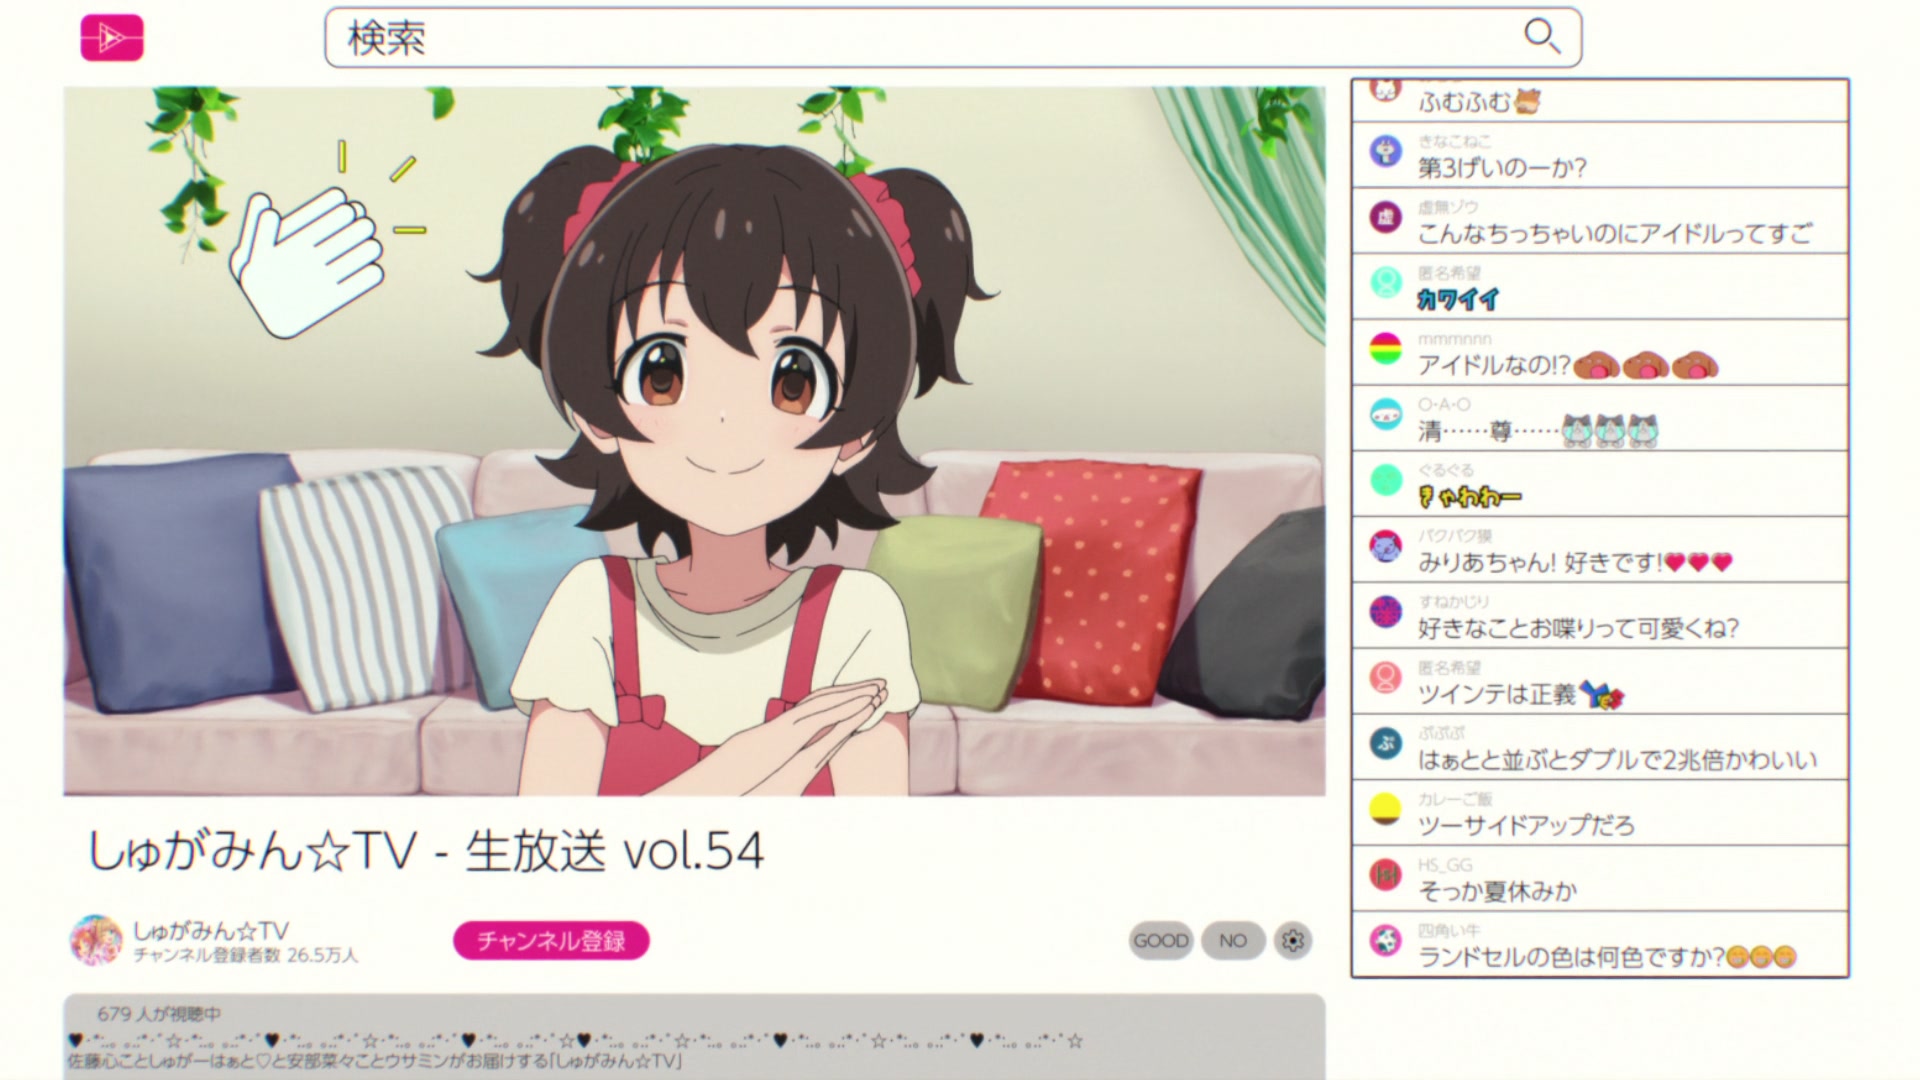 検索
ふむふむ
きなこねこ
第3げいのーか?
虚
虚無ゾウ
こんなちっちゃいのにアイドルってすご
匿名希望
カワイイ
mmmnnn
アイドルなの!?
O・A・O
清……尊……
ぐるぐる
きゃわわー
バクバク獏
みりあちゃん! 好きです!♥♥♥
すねかじり
好きなことお喋りって可愛くね?
匿名希望
ツインテは正義
ぶ
ぶぶぶ
はぁとと並ぶとダブルで2兆倍かわいい
カレーご飯
ツーサイドアップだろ
HS_GG
そっか夏休みか
四角い牛
ランドセルの色は何色ですか?
しゅがみん☆TV - 生放送 vol.54
しゅがみん☆TV
チャンネル登録者数 26.5万人
チャンネル登録
GOOD
NO
679 人が視聴中
佐藤心ことしゅがーはぁと♡と安部菜々ことウサミンがお届けする「しゅがみん☆TV」